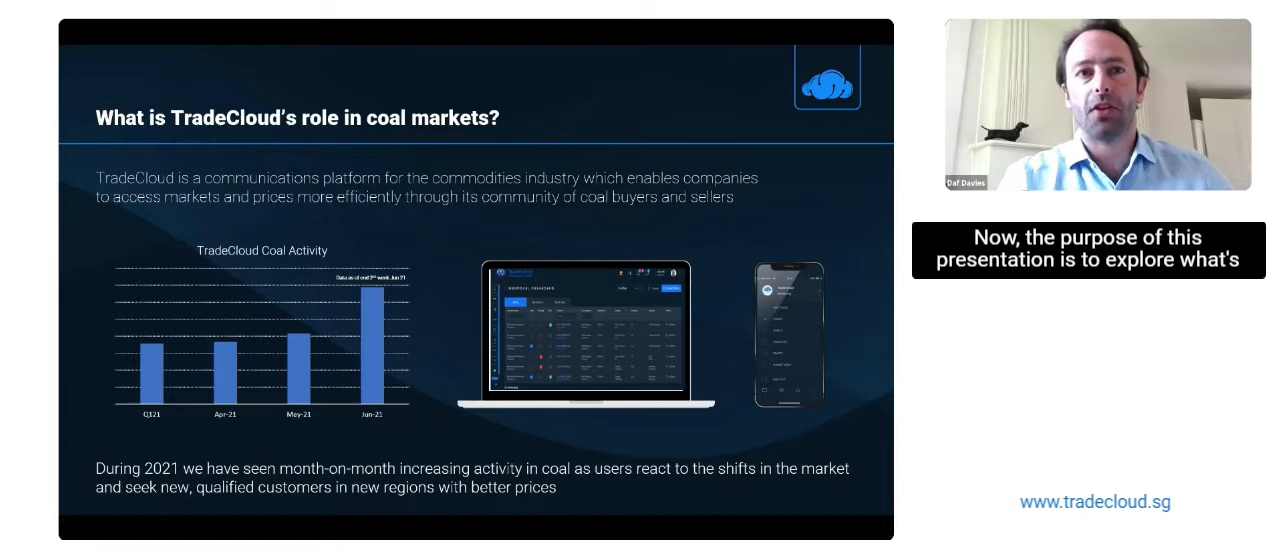 What is TradeCloud's role in coal markets?
TradeCloud is a communications platform for the commodities industry which enables companies
to access markets and prices more efficiently through its community of coal buyers and sellers
TradeCloud Coal Activity
Data as of end 2nd week Jun 21
Q121 Apr-21 May-21 Jun-21
INDIVIDUAL DASHBOARD
During 2021 we have seen month-on-month increasing activity in coal as users react to the shifts in the market
and seek new, qualified customers in new regions with better prices
Daf Davies
Now, the purpose of this
presentation is to explore what's
www.tradecloud.sg